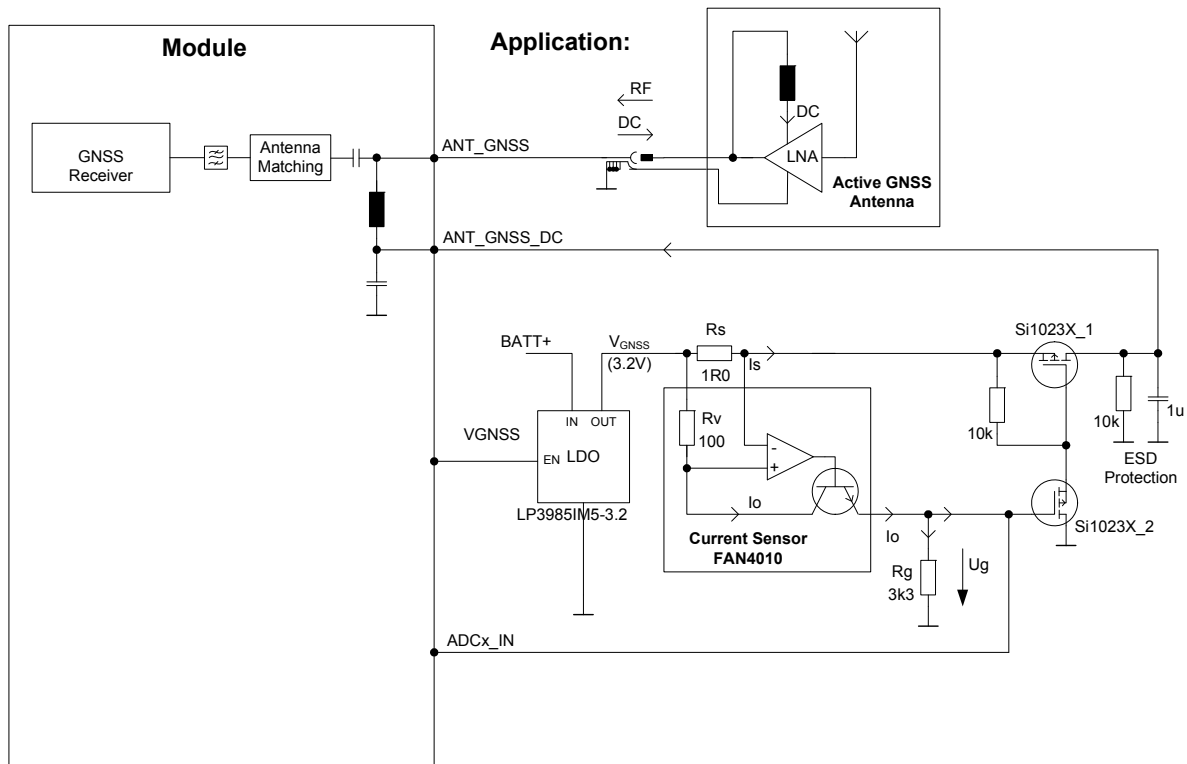 Module
Application:
GNSS
Receiver
Antenna
Matching
ANT_GNSS
RF
DC
DC
LNA
Active GNSS
Antenna
ANT_GNSS_DC
BATT+
VGNSS
(3.2V)
Rs
1R0
Is
Si1023X_1
10k
10k
1u
ESD
Protection
Rv
100
-
+
VGNSS
IN
OUT
EN
LDO
LP3985IM5-3.2
Io
Io
Current Sensor
FAN4010
Si1023X_2
Rg
3k3
Ug
ADCx_IN